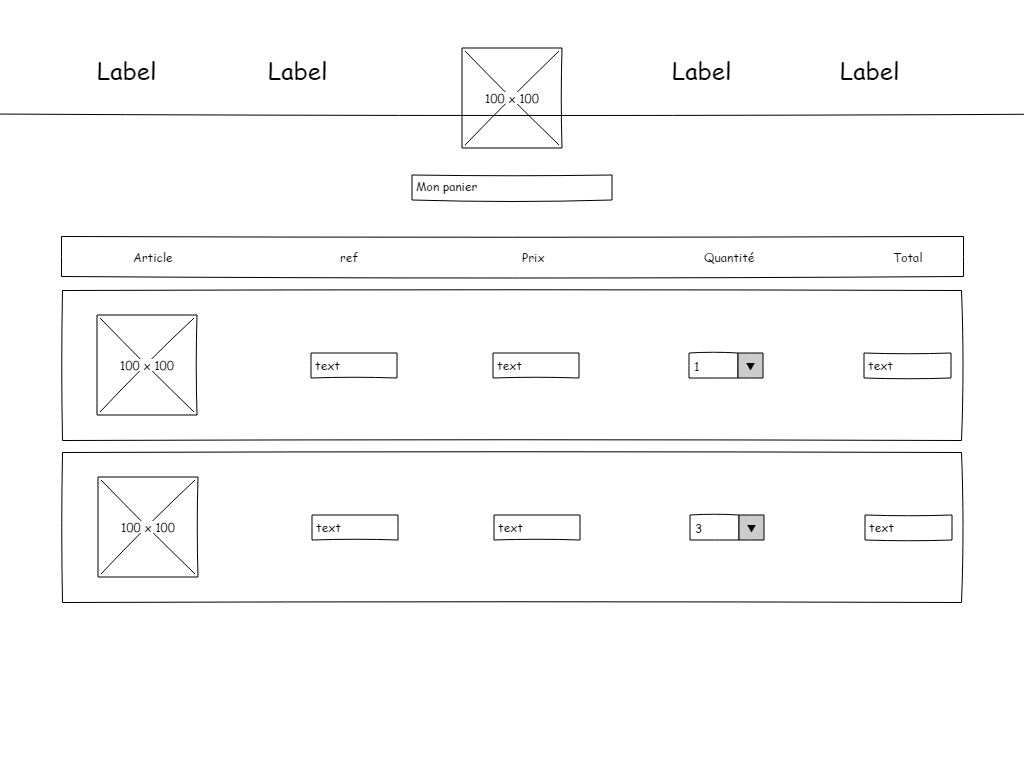 Label Label Label Label
100 x 100
Mon panier
Article ref Prix Quantité Total
100 x 100 text text 1 text
100 x 100 text text 3 text